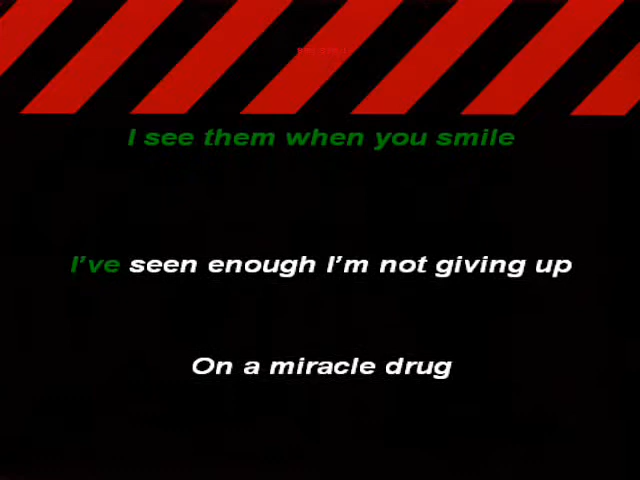 I see them when you smile
I’ve seen enough I’m not giving up
On a miracle drug